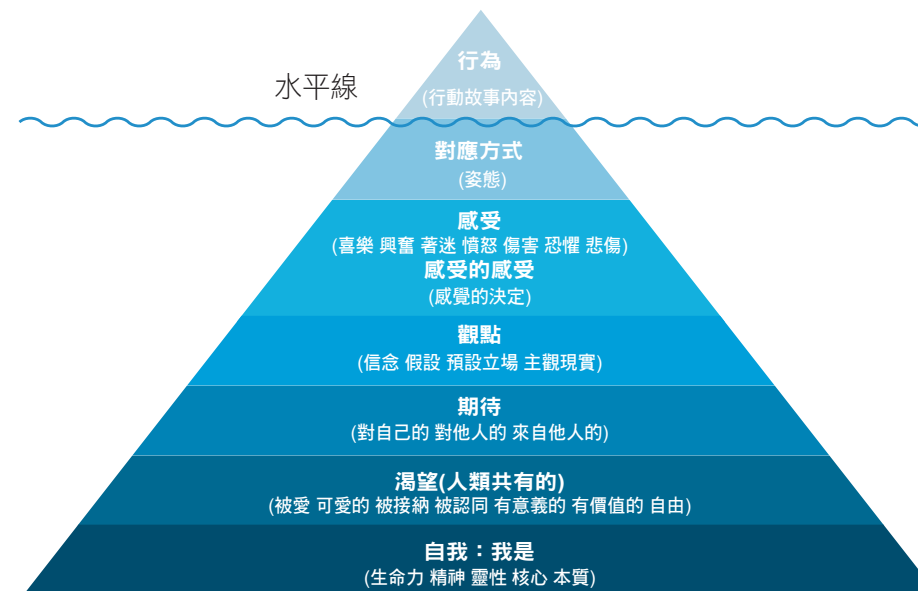 行為
水平線
(行動故事內容)
對應方式
(姿態)
感受
(喜樂 興奮 著迷 憤怒 傷害 恐懼 悲傷)
感受的感受
(感覺的決定)
觀點
(信念 假設 預設立場 主觀現實)
期待
(對自己的 對他人的 來自他人的)
渴望(人類共有的)
(被愛 可愛的 被接納 被認同 有意義的 有價值的 自由)
自我：我是
(生命力 精神 靈性 核心 本質)